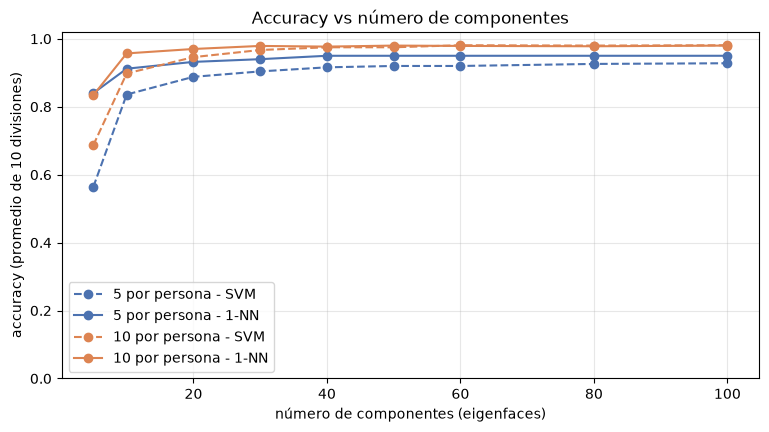 Accuracy vs número de componentes
accuracy (promedio de 10 divisiones)
1.0
0.8
0.6
0.4
0.2
0.0
5 por persona - SVM
5 por persona - 1-NN
10 por persona - SVM
10 por persona - 1-NN
20
40
60
80
100
número de componentes (eigenfaces)